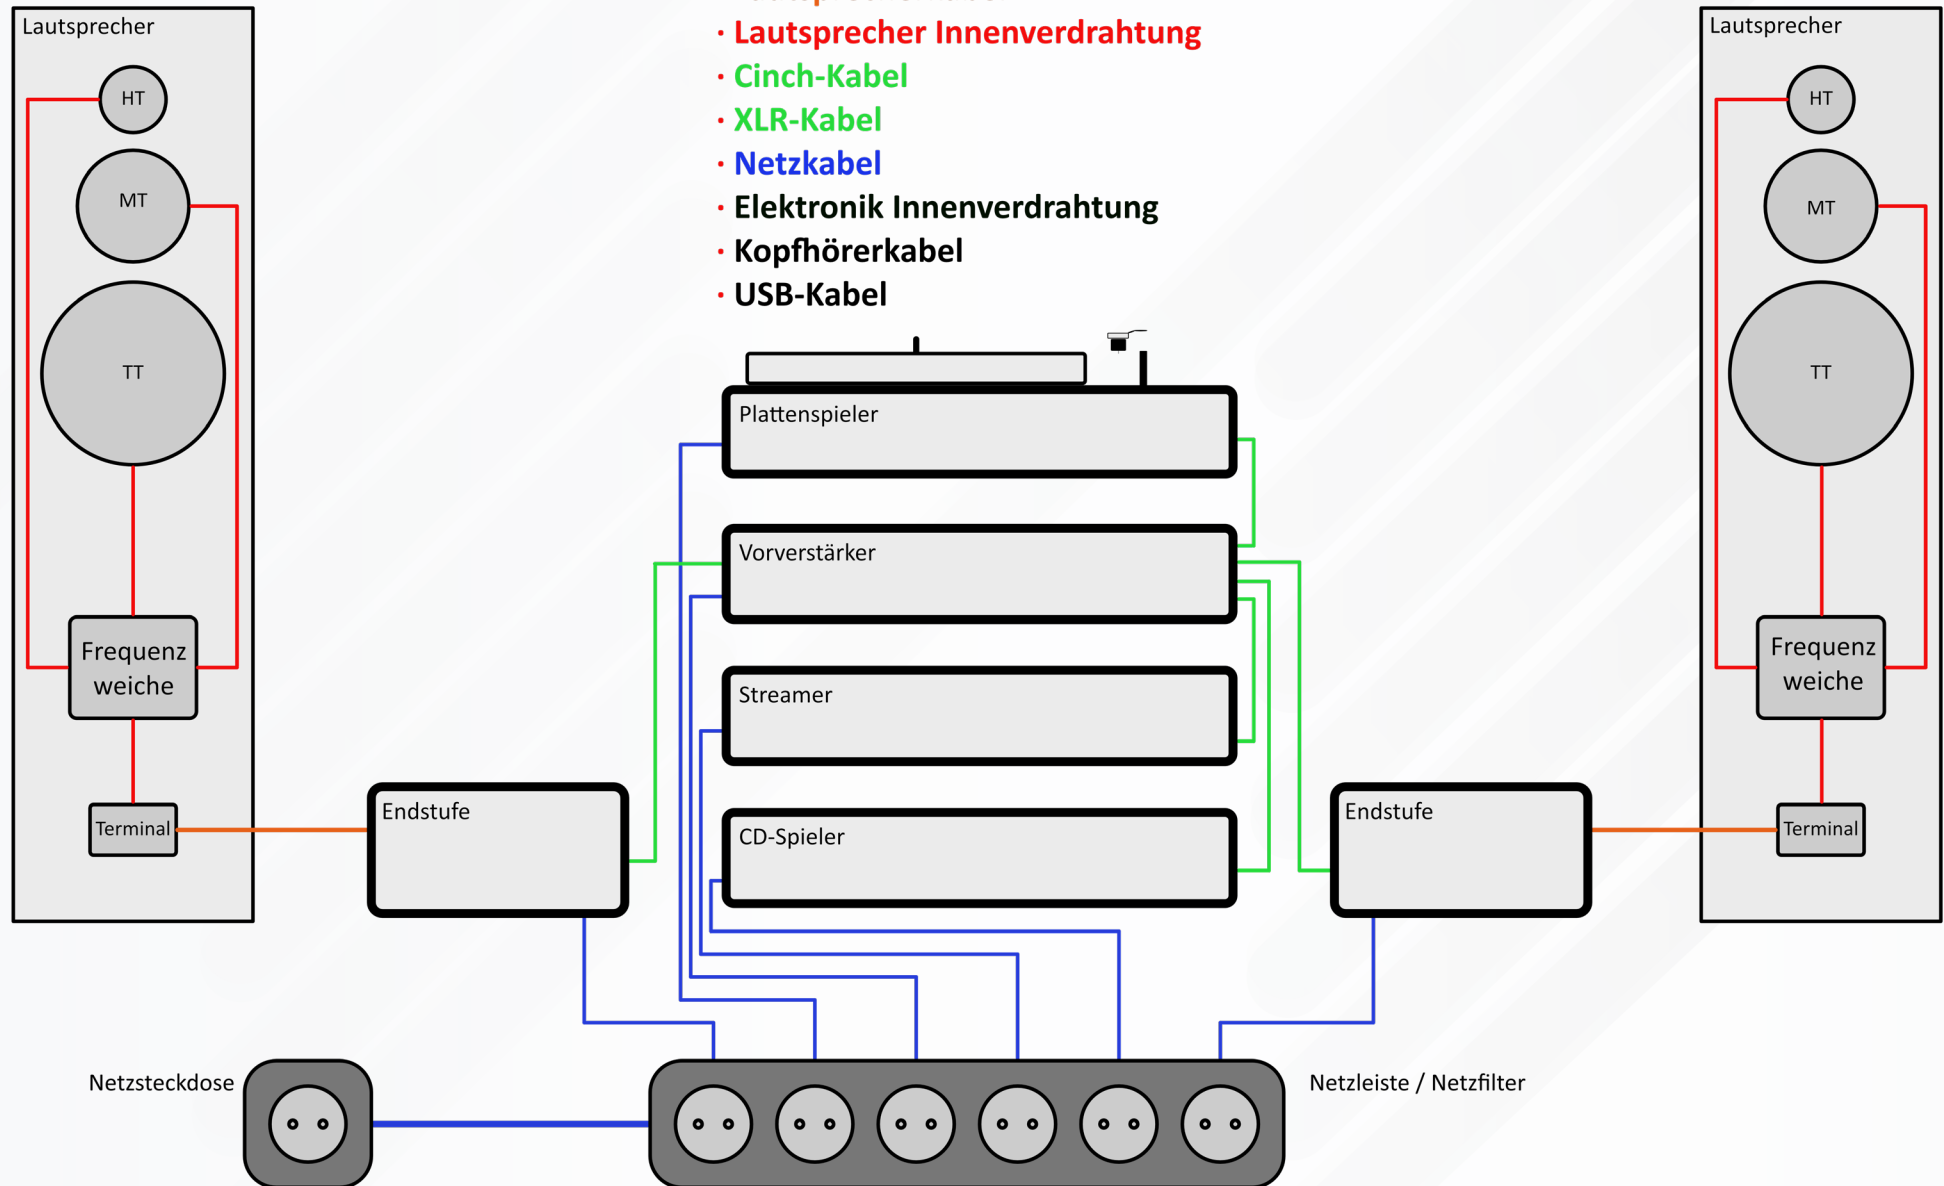 Lautsprecher
HT
MT
TT
Frequenz
weiche
Terminal
· Lautsprecher Innenverdrahtung
· Cinch-Kabel
· XLR-Kabel
· Netzkabel
· Elektronik Innenverdrahtung
· Kopfhörerkabel
· USB-Kabel
Plattenspieler
Vorverstärker
Streamer
CD-Spieler
Endstufe
Endstufe
Lautsprecher
HT
MT
TT
Frequenz
weiche
Terminal
Netzsteckdose
Netzleiste / Netzfilter